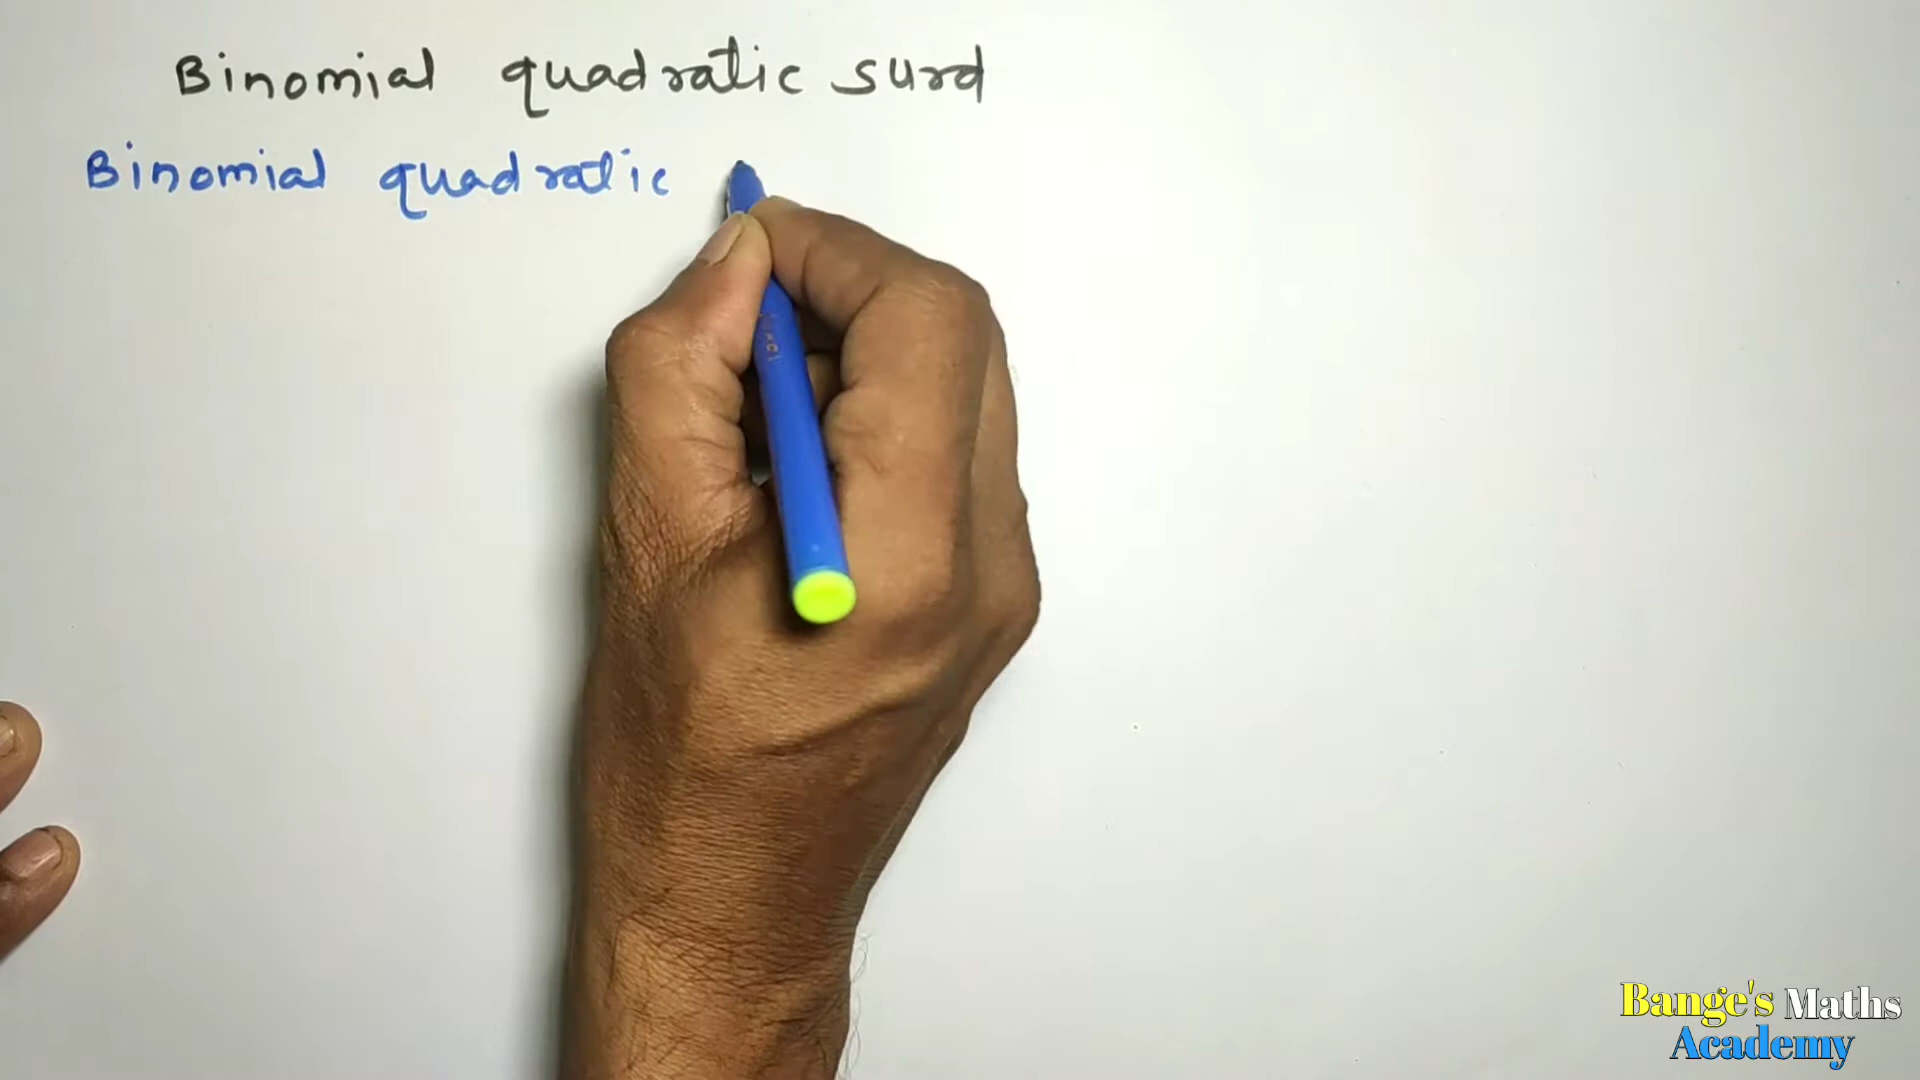 Binomial quadratic surd
Binomial quadratic
Bange's Maths
Academy